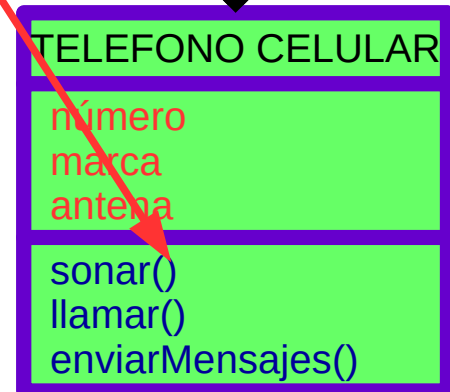 TELEFONO CELULAR
número
marca
antena
sonar()
llamar()
enviarMensajes()